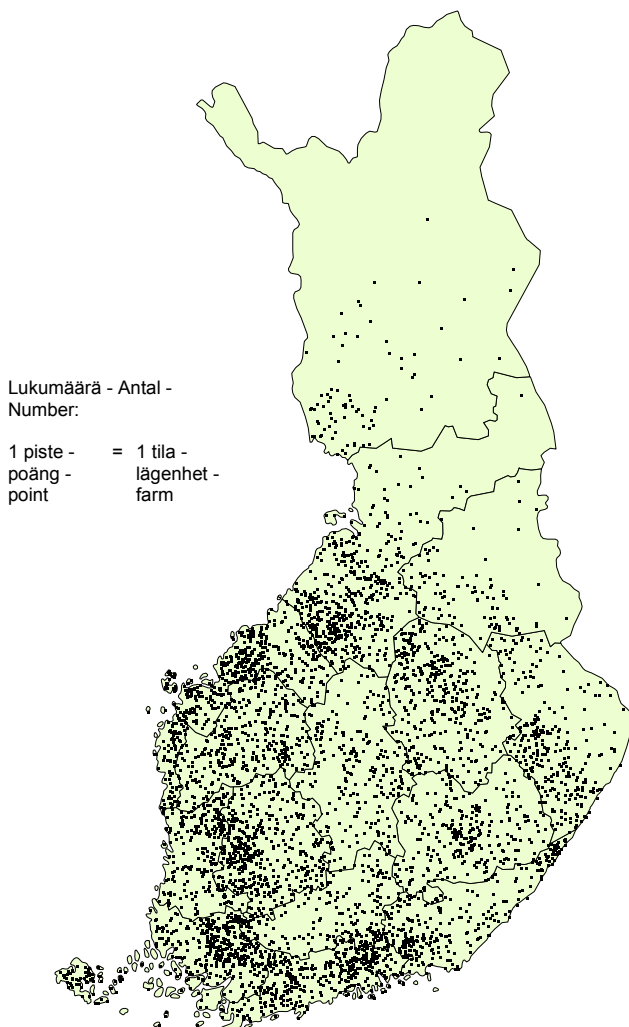 Lukumäärä - Antal -
Number:
1 piste - = 1 tila -
poäng - lägenhet -
point farm